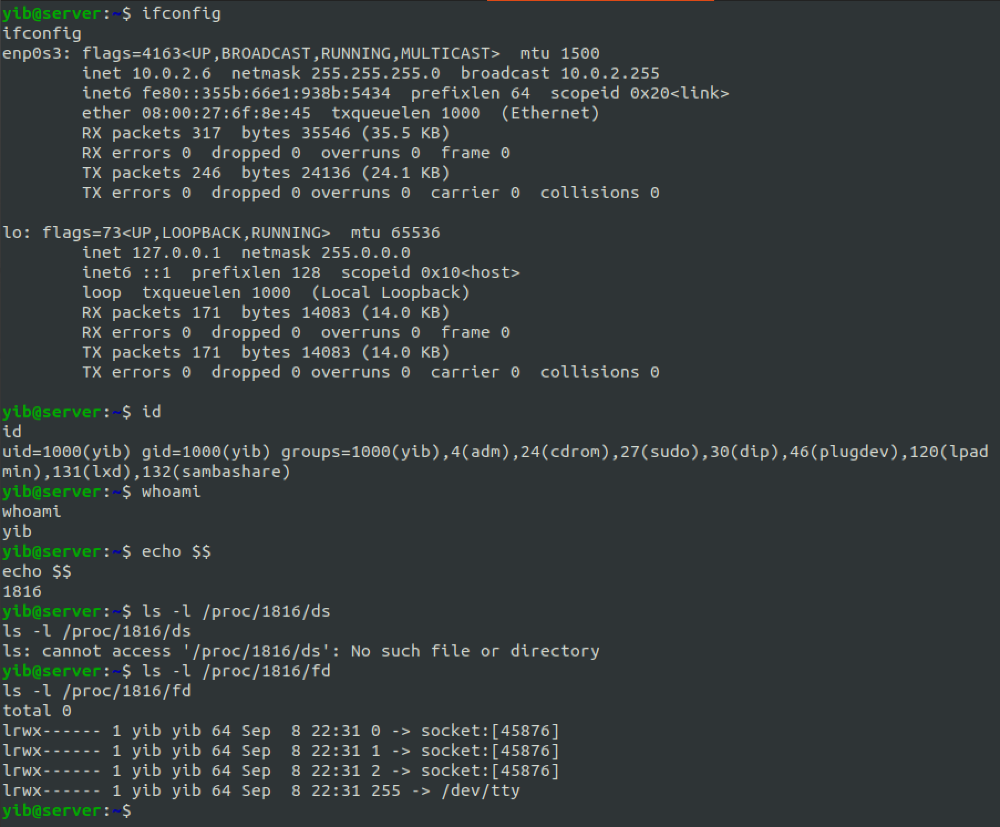 yib@server:~$ ifconfig
ifconfig
enp0s3: flags=4163<UP,BROADCAST,RUNNING,MULTICAST>  mtu 1500
        inet 10.0.2.6  netmask 255.255.255.0  broadcast 10.0.2.255
        inet6 fe80::355b:66e1:938b:5434  prefixlen 64  scopeid 0x20<link>
        ether 08:00:27:6f:8e:45  txqueuelen 1000  (Ethernet)
        RX packets 317  bytes 35546 (35.5 KB)
        RX errors 0  dropped 0  overruns 0  frame 0
        TX packets 246  bytes 24136 (24.1 KB)
        TX errors 0  dropped 0 overruns 0  carrier 0  collisions 0

lo: flags=73<UP,LOOPBACK,RUNNING>  mtu 65536
        inet 127.0.0.1  netmask 255.0.0.0
        inet6 ::1  prefixlen 128  scopeid 0x10<host>
        loop  txqueuelen 1000  (Local Loopback)
        RX packets 171  bytes 14083 (14.0 KB)
        RX errors 0  dropped 0  overruns 0  frame 0
        TX packets 171  bytes 14083 (14.0 KB)
        TX errors 0  dropped 0 overruns 0  carrier 0  collisions 0

yib@server:~$ id
id
uid=1000(yib) gid=1000(yib) groups=1000(yib),4(adm),24(cdrom),27(sudo),30(dip),46(plugdev),120(lpad
min),131(lxd),132(sambashare)
yib@server:~$ whoami
whoami
yib
yib@server:~$ echo $$
echo $$
1816
yib@server:~$ ls -l /proc/1816/ds
ls -l /proc/1816/ds
ls: cannot access '/proc/1816/ds': No such file or directory
yib@server:~$ ls -l /proc/1816/fd
ls -l /proc/1816/fd
total 0
lrwx------ 1 yib yib 64 Sep  8 22:31 0 -> socket:[45876]
lrwx------ 1 yib yib 64 Sep  8 22:31 1 -> socket:[45876]
lrwx------ 1 yib yib 64 Sep  8 22:31 2 -> socket:[45876]
lrwx------ 1 yib yib 64 Sep  8 22:31 255 -> /dev/tty
yib@server:~$